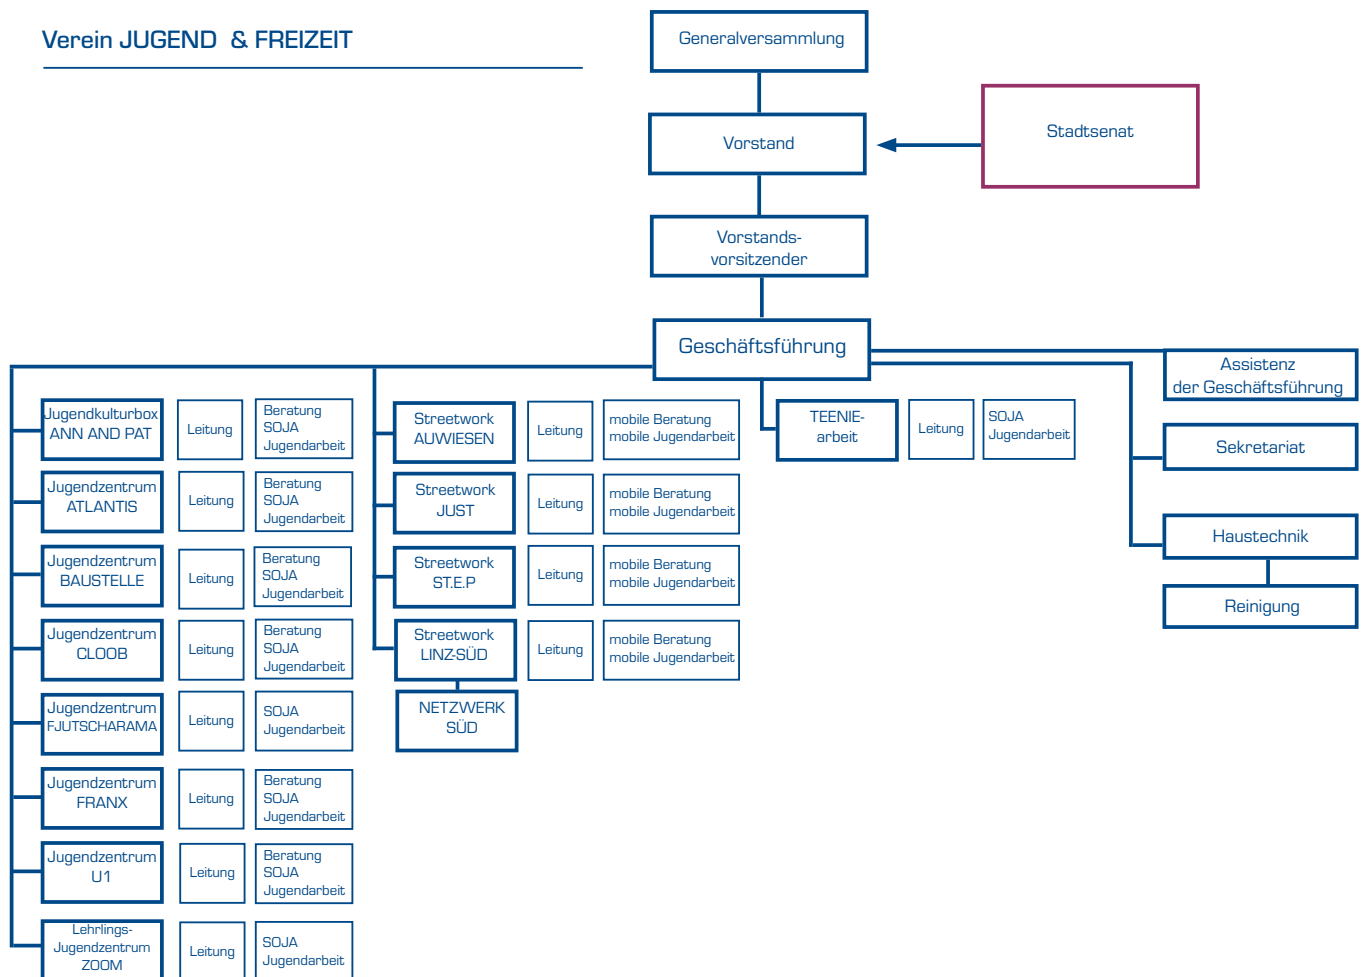 Verein JUGEND & FREIZEIT
Generalversammlung
Vorstand
Stadtsenat
Vorstands-
vorsitzender
Geschäftsführung
Assistenz
der Geschäftsführung
Sekretariat
Haustechnik
Reinigung
Jugendkulturbox
ANN AND PAT
Leitung
Beratung
SOJA
Jugendarbeit
Jugendzentrum
ATLANTIS
Leitung
Beratung
SOJA
Jugendarbeit
Jugendzentrum
BAUSTELLE
Leitung
Beratung
SOJA
Jugendarbeit
Jugendzentrum
CLOOB
Leitung
Beratung
SOJA
Jugendarbeit
Jugendzentrum
FJUTSCHARAMA
Leitung
SOJA
Jugendarbeit
Jugendzentrum
FRANX
Leitung
Beratung
SOJA
Jugendarbeit
Jugendzentrum
U1
Leitung
Beratung
SOJA
Jugendarbeit
Lehrlings-
Jugendzentrum
ZOOM
Leitung
SOJA
Jugendarbeit
Streetwork
AUWIESEN
Leitung
mobile Beratung
mobile Jugendarbeit
Streetwork
JUST
Leitung
mobile Beratung
mobile Jugendarbeit
Streetwork
ST.E.P
Leitung
mobile Beratung
mobile Jugendarbeit
Streetwork
LINZ-SÜD
Leitung
mobile Beratung
mobile Jugendarbeit
NETZWERK
SÜD
TEENIE-
arbeit
Leitung
SOJA
Jugendarbeit